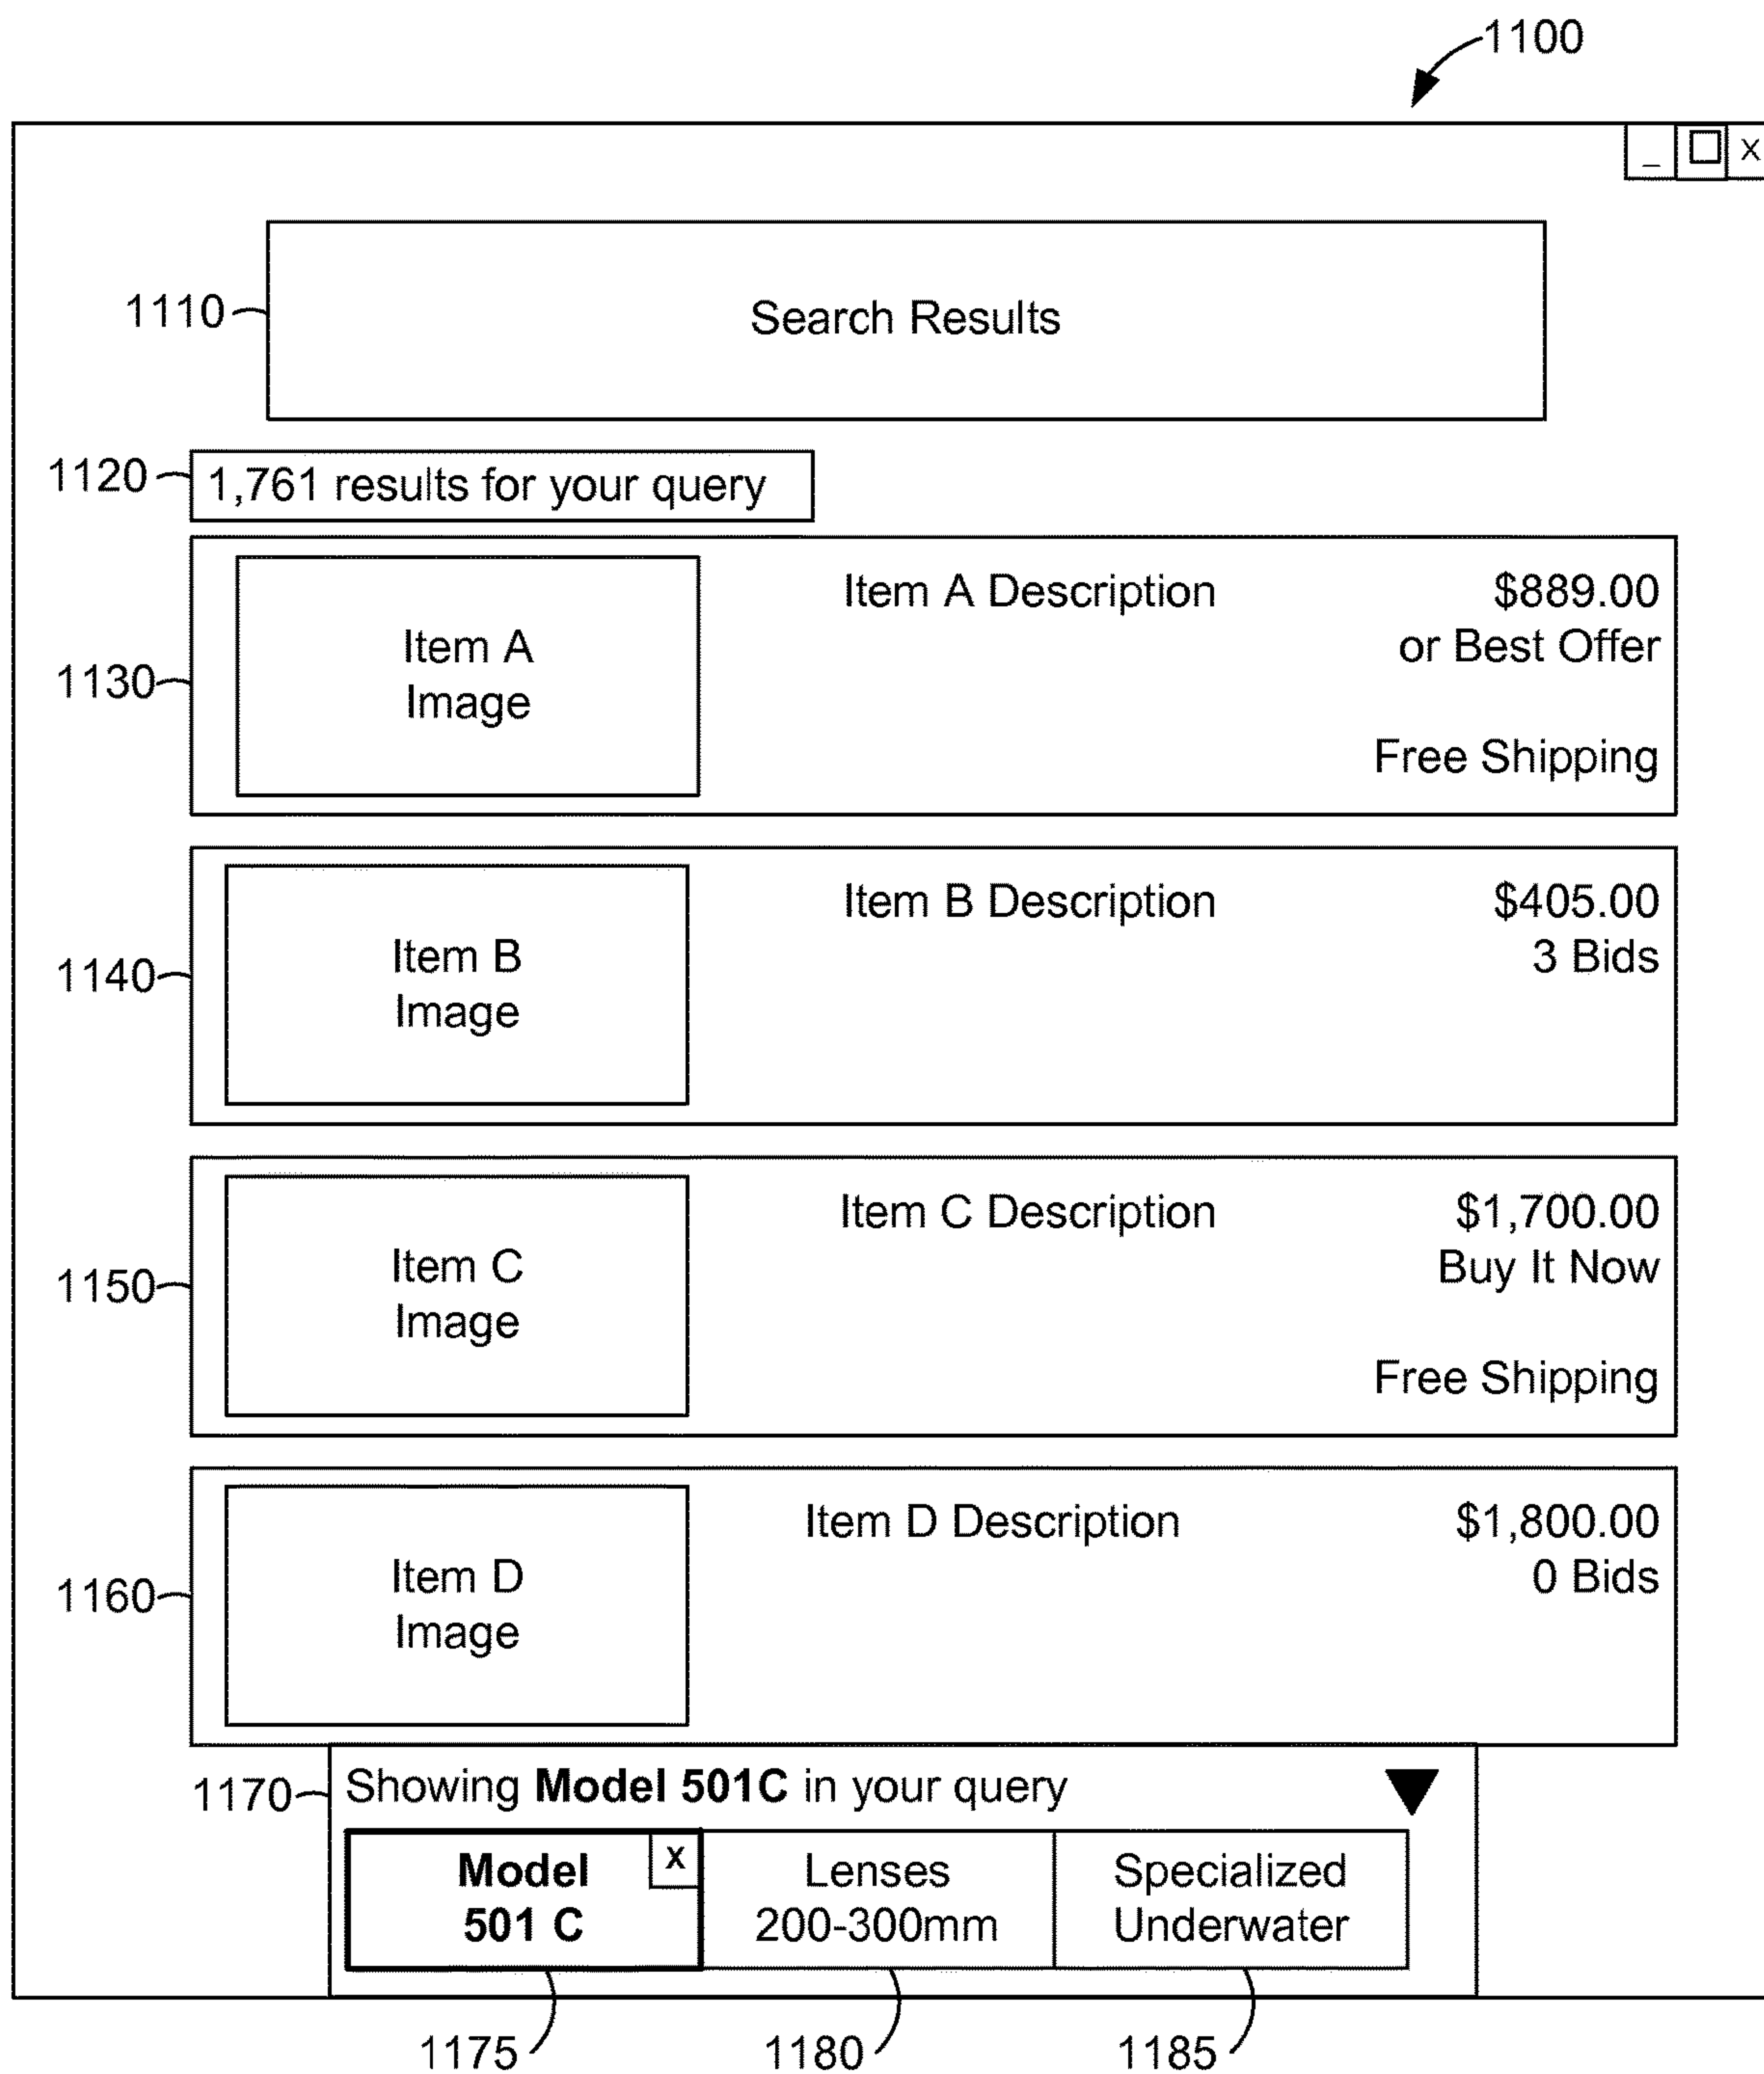 1100
_ X
1110
Search Results
1120
1,761 results for your query
1130
Item A
Image
Item A Description
$889.00
or Best Offer
Free Shipping
1140
Item B
Image
Item B Description
$405.00
3 Bids
1150
Item C
Image
Item C Description
$1,700.00
Buy It Now
Free Shipping
1160
Item D
Image
Item D Description
$1,800.00
0 Bids
1170
Showing Model 501C in your query
Model
501 C
X
Lenses
200-300mm
Specialized
Underwater
1175
1180
1185